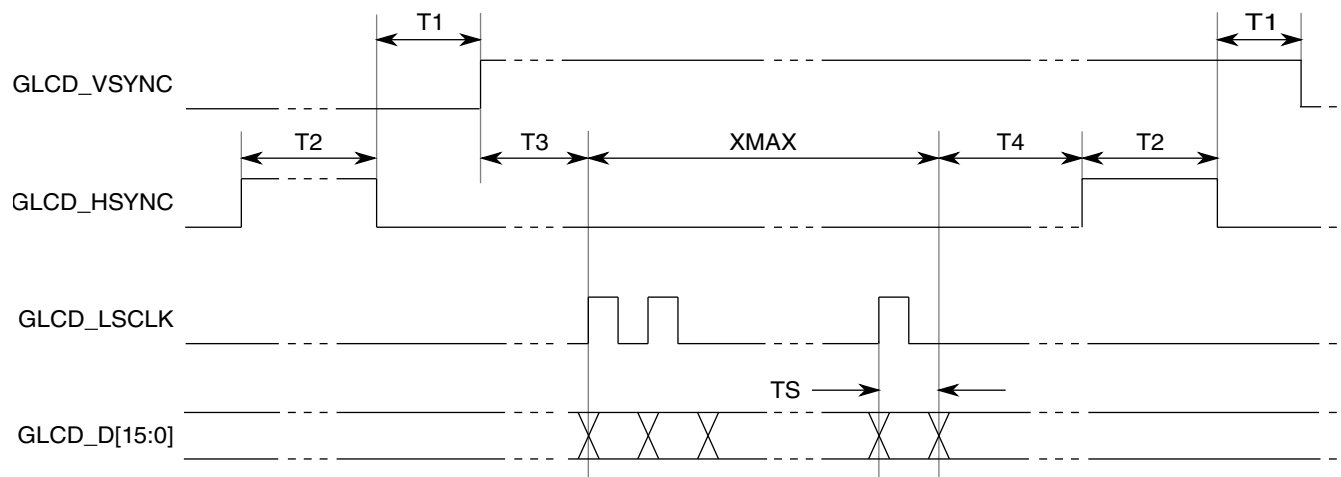 T1 T1
GLCD_VSYNC
T2 T3 XMAX T4 T2
GLCD_HSYNC
GLCD_LSCLK
TS
GLCD_D[15:0]